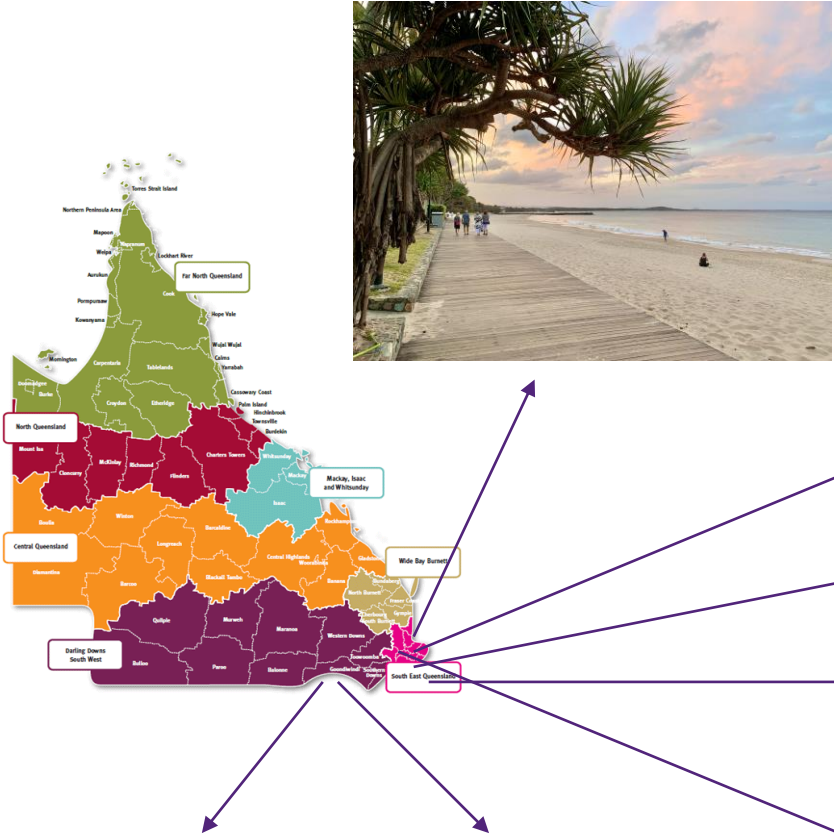 Torres Strait Island
Northern Peninsula Area
Mapoon
Napranum
Weipa
Lockhart River
Aurukun
Far North Queensland
Cook
Pormpuraaw
Hope Vale
Kowanyama
Wujal Wujal
Cairns
Mornington
Yarrabah
Carpentaria
Tablelands
Doomadgee
Burke
Cassowary Coast
Croydon
Etheridge
Palm Island
Hinchinbrook
Townsville
North Queensland
Burdekin
Mount Isa
Charters Towers
Whitsunday
McKinlay
Richmond
Cloncurry
Flinders
Mackay
Mackay, Isaac
and Whitsunday
Isaac
Winton
Boulia
Barcaldine
Rockhampton
Longreach
Central Queensland
Central Highlands
Gladstone
Woorabinda
Wide Bay Burnett
Diamantina
Barcoo
Blackall Tambo
Banana
Bundaberg
North Burnett
Fraser Coast
Cherbourg
Gympie
South Burnett
Quilpie
Murweh
Maranoa
Western Downs
Darling Downs
South West
Toowoomba
Bulloo
Paroo
Balonne
Goondiwindi
Southern
Downs
South East Queensland